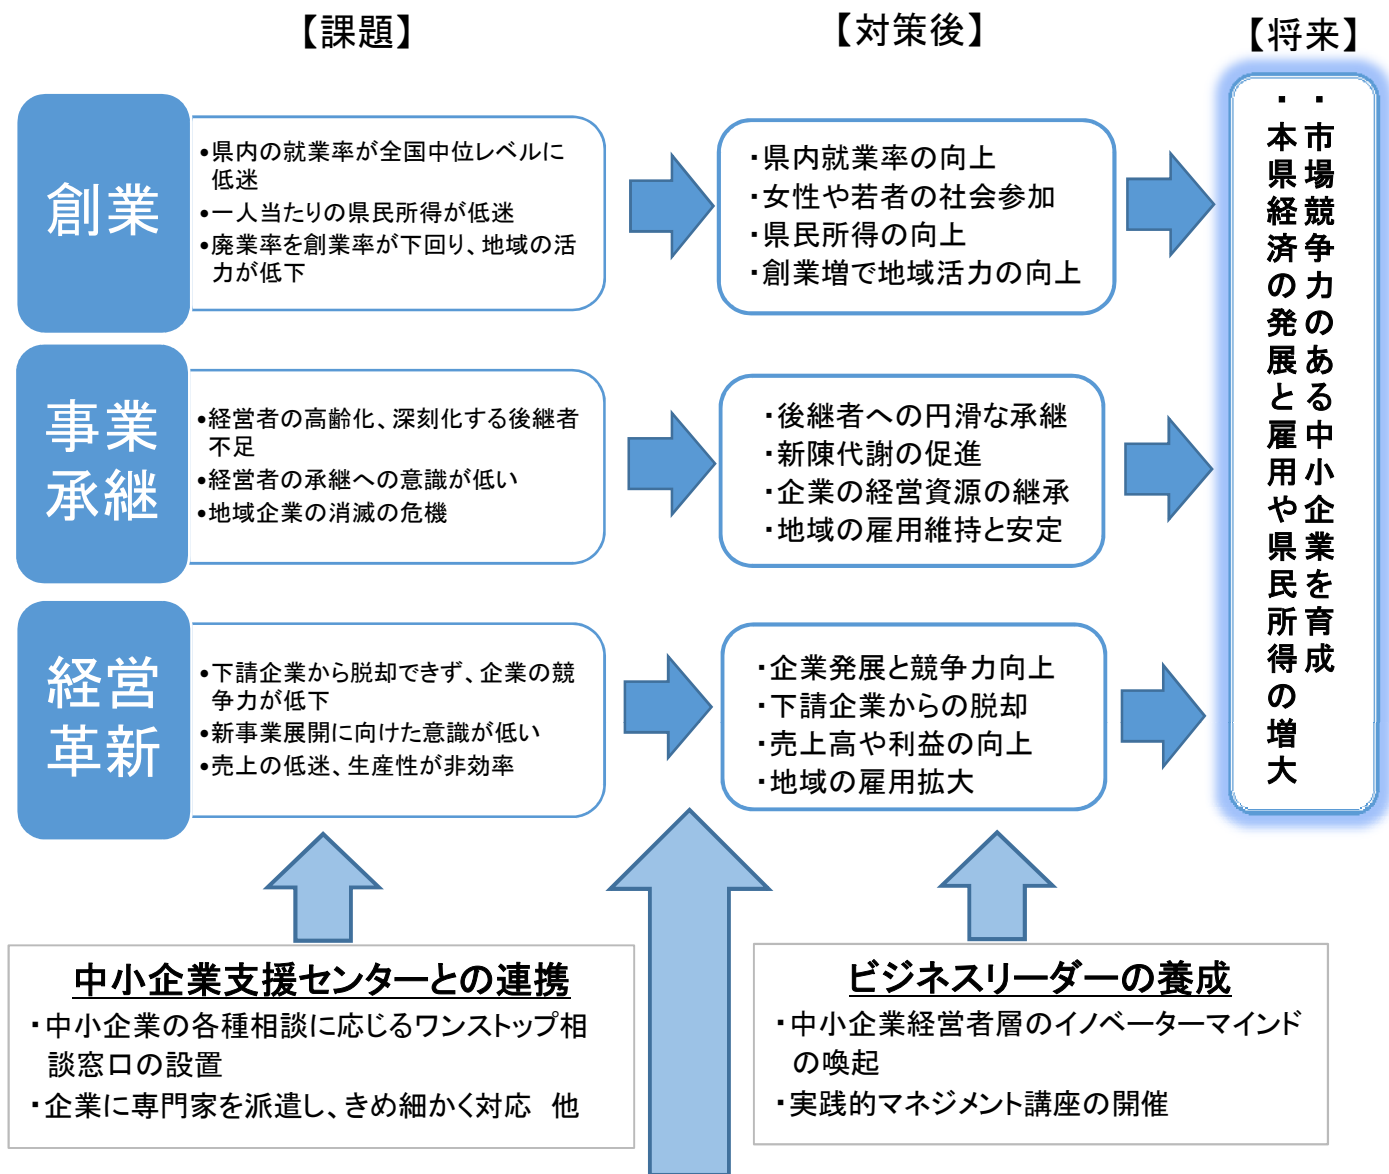 【課題】
【対策後】
【将来】
創業
•県内の就業率が全国中位レベルに
低迷
•一人当たりの県民所得が低迷
•廃業率を創業率が下回り、地域の活
力が低下
・県内就業率の向上
・女性や若者の社会参加
・県民所得の向上
・創業増で地域活力の向上
事業
承継
•経営者の高齢化、深刻化する後継者
不足
•経営者の承継への意識が低い
•地域企業の消滅の危機
・後継者への円滑な承継
・新陳代謝の促進
・企業の経営資源の継承
・地域の雇用維持と安定
経営
革新
•下請企業から脱却できず、企業の競
争力が低下
•新事業展開に向けた意識が低い
•売上の低迷、生産性が非効率
・企業発展と競争力向上
・下請企業からの脱却
・売上高や利益の向上
・地域の雇用拡大
・市場競争力のある中小企業を育成
・本県経済の発展と雇用や県民所得の増大
中小企業支援センターとの連携
・中小企業の各種相談に応じるワンストップ相
談窓口の設置
・企業に専門家を派遣し、きめ細かく対応　他
ビジネスリーダーの養成
・中小企業経営者層のイノベーターマインド
の喚起
・実践的マネジメント講座の開催